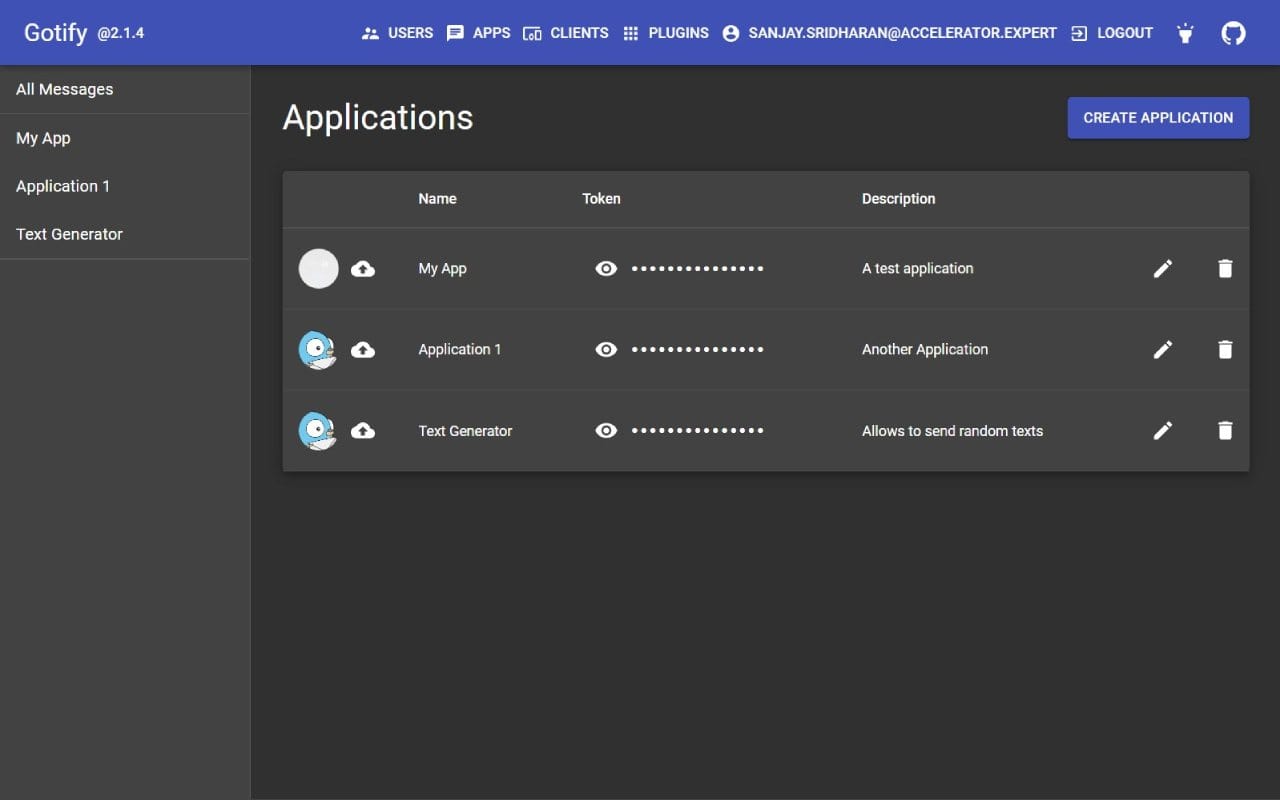 Gotify @2.1.4 USERS APPS CLIENTS PLUGINS SANJAY.SRIDHARAN@ACCELERATOR.EXPERT LOGOUT
All Messages
My App
Application 1
Text Generator
Applications
CREATE APPLICATION
Name Token Description
My App ••••••••••••••• A test application
Application 1 ••••••••••••••• Another Application
Text Generator ••••••••••••••• Allows to send random texts